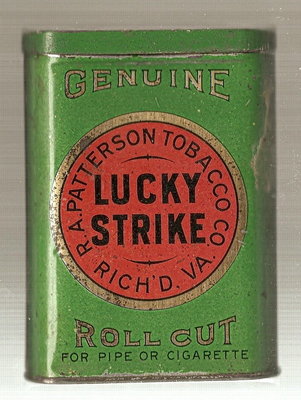 GENUINE
R.A. PATTERSON TOBACCO CO
LUCKY
STRIKE
RICH'D. VA.
ROLL CUT
FOR PIPE OR CIGARETTE